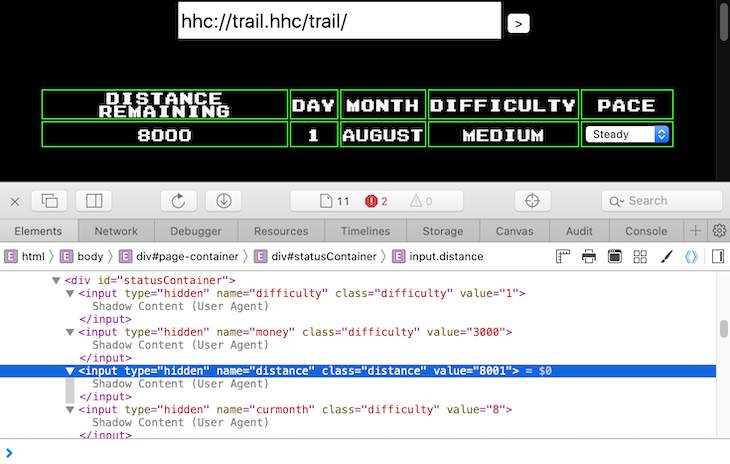 hhc://trail.hhc/trail/ >
DISTANCE REMAINING DAY MONTH DIFFICULTY PACE
8000 1 AUGUST MEDIUM Steady
11 2 0 Search
Elements Network Debugger Resources Timelines Storage Canvas Audit Console
E html E body E div#page-container E div#statusContainer E input.distance
<div id="statusContainer">
<input type="hidden" name="difficulty" class="difficulty" value="1">
Shadow Content (User Agent)
</input>
<input type="hidden" name="money" class="difficulty" value="3000">
Shadow Content (User Agent)
</input>
<input type="hidden" name="distance" class="distance" value="8001"> = $0
Shadow Content (User Agent)
</input>
<input type="hidden" name="curmonth" class="difficulty" value="8">
Shadow Content (User Agent)
</input>